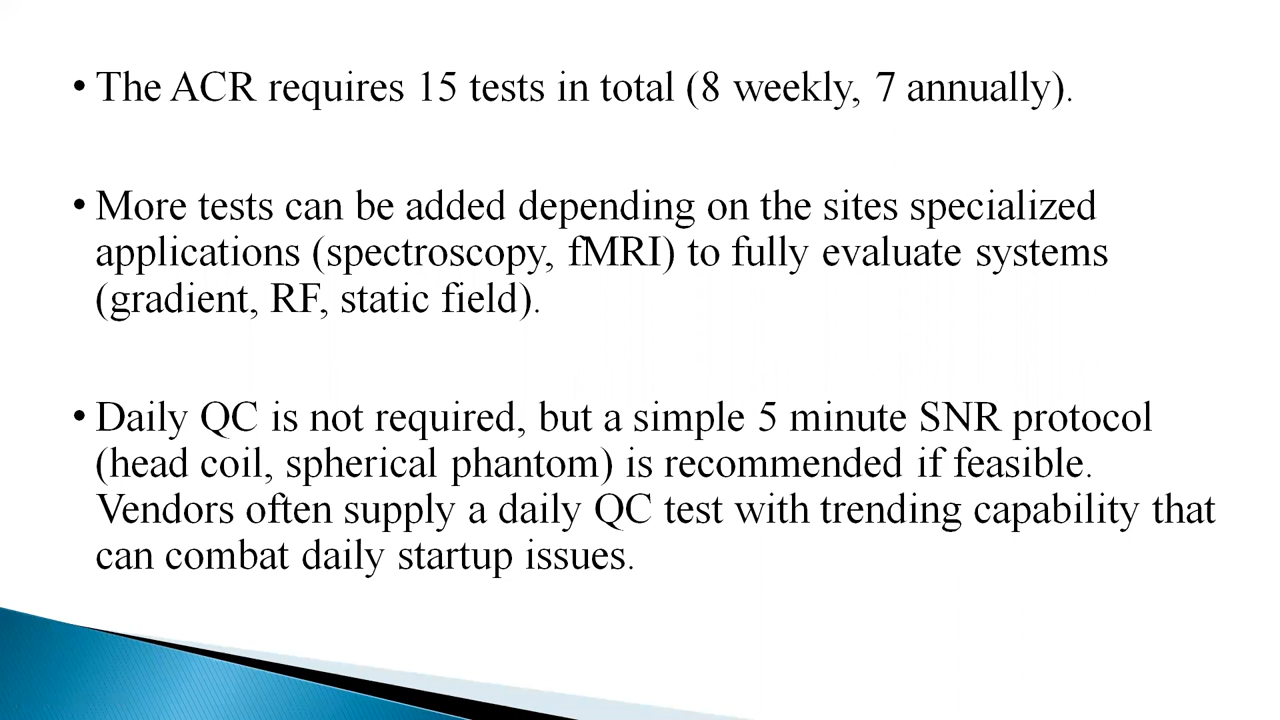 • The ACR requires 15 tests in total (8 weekly, 7 annually).
• More tests can be added depending on the sites specialized
applications (spectroscopy, fMRI) to fully evaluate systems
(gradient, RF, static field).
• Daily QC is not required, but a simple 5 minute SNR protocol
(head coil, spherical phantom) is recommended if feasible.
Vendors often supply a daily QC test with trending capability that
can combat daily startup issues.